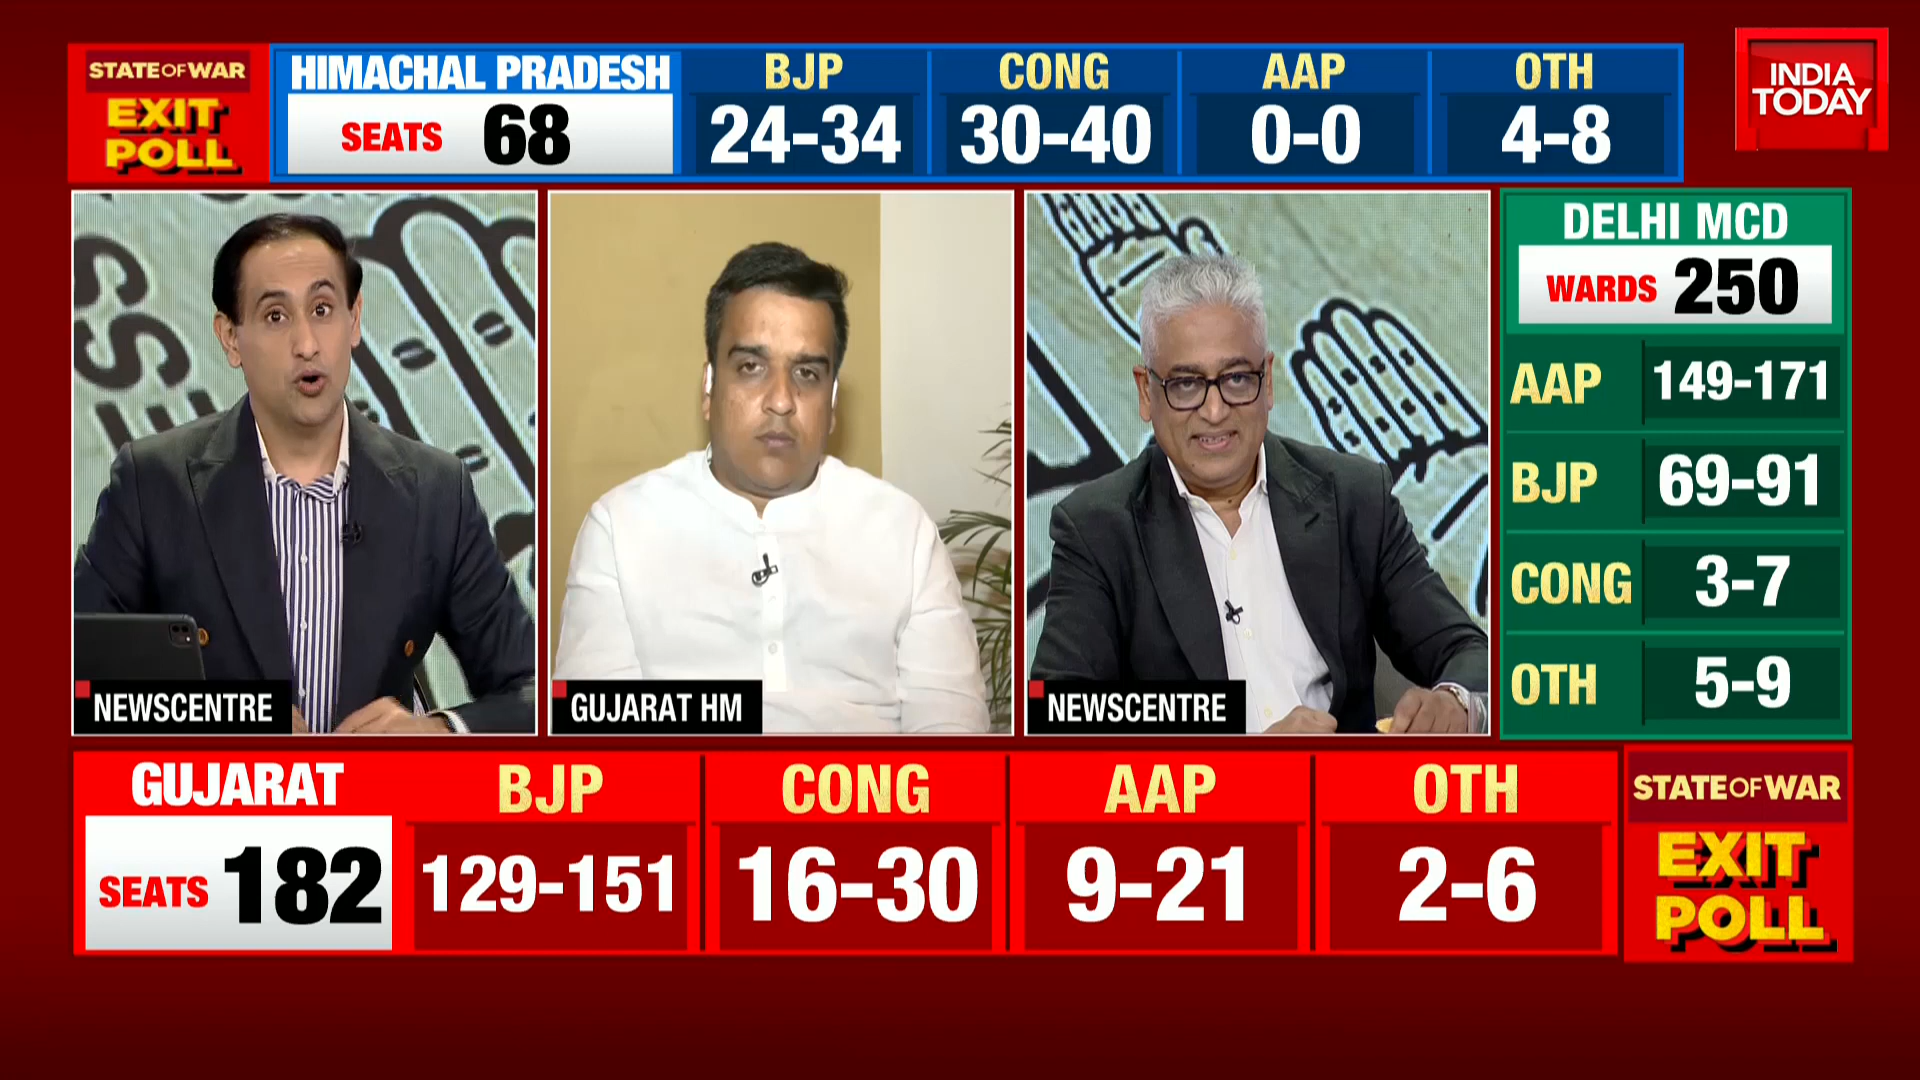 STATE OF WAR
EXIT
POLL
HIMACHAL PRADESH
SEATS 68
BJP
24-34
CONG
30-40
AAP
0-0
OTH
4-8
INDIA
TODAY
NEWSCENTRE
GUJARAT HM
NEWSCENTRE
DELHI MCD
WARDS 250
AAP 149-171
BJP 69-91
CONG 3-7
OTH 5-9
GUJARAT
SEATS 182
BJP
129-151
CONG
16-30
AAP
9-21
OTH
2-6
STATE OF WAR
EXIT
POLL